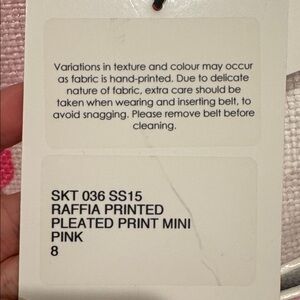 Variations in texture and colour may occur
as fabric is hand-printed. Due to delicate
nature of fabric, extra care should be
taken when wearing and inserting belt, to
avoid snagging. Please remove belt before
cleaning.
SKT 036 SS15
RAFFIA PRINTED
PLEATED PRINT MINI
PINK
8